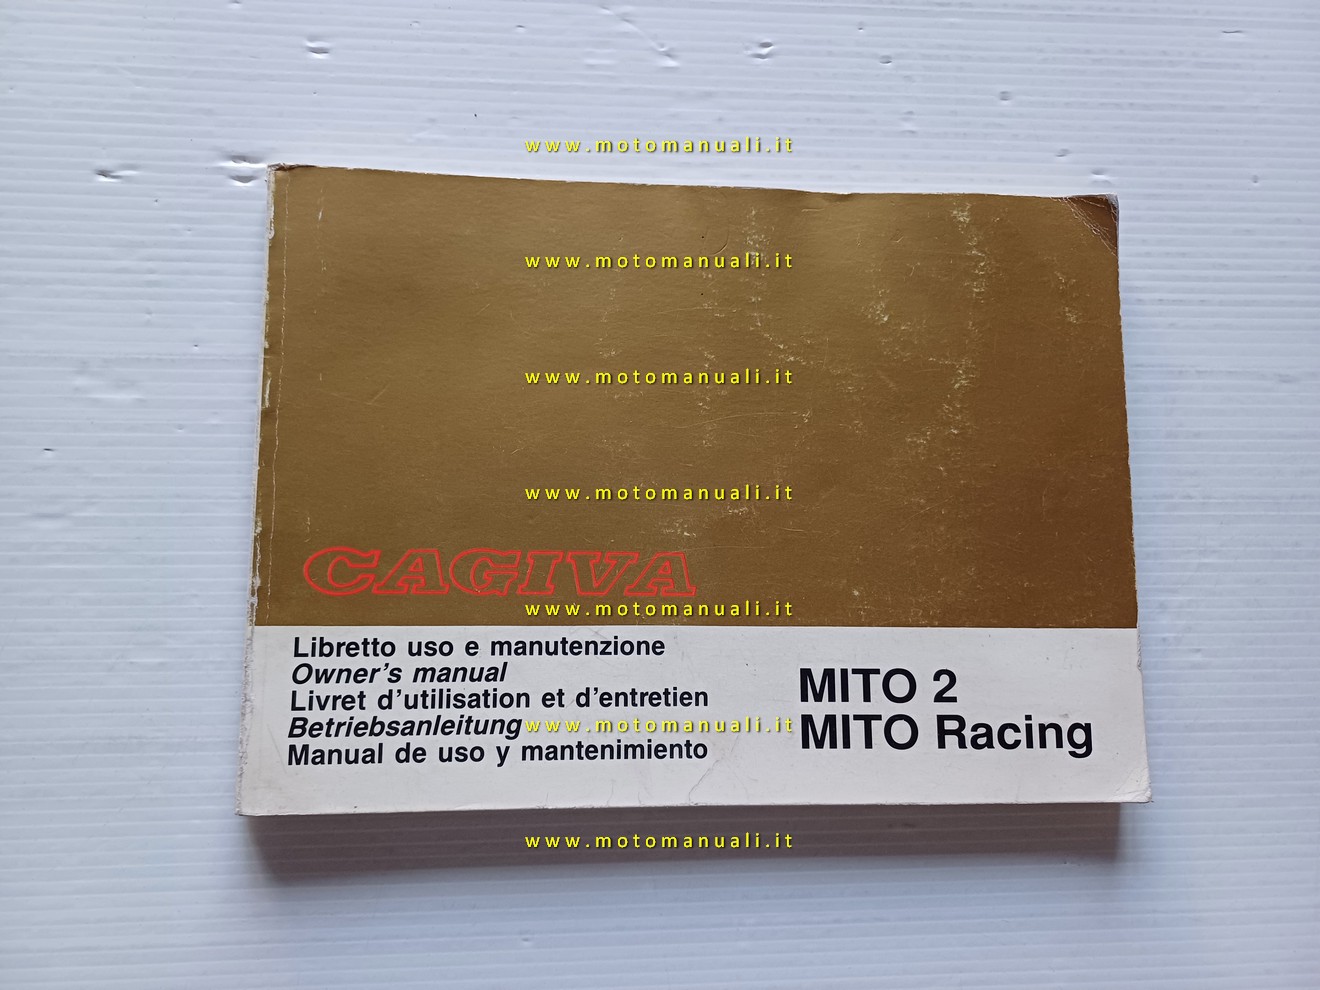 www.motomanuali.it
www.motomanuali.it
www.motomanuali.it
www.motomanuali.it
CAGIVA
www.motomanuali.it
Libretto uso e manutenzione
Owner's manual
Livret d'utilisation et d'entretien
Betriebsanleitung
Manual de uso y mantenimiento
www.motomanuali.it
MITO 2
MITO Racing
www.motomanuali.it